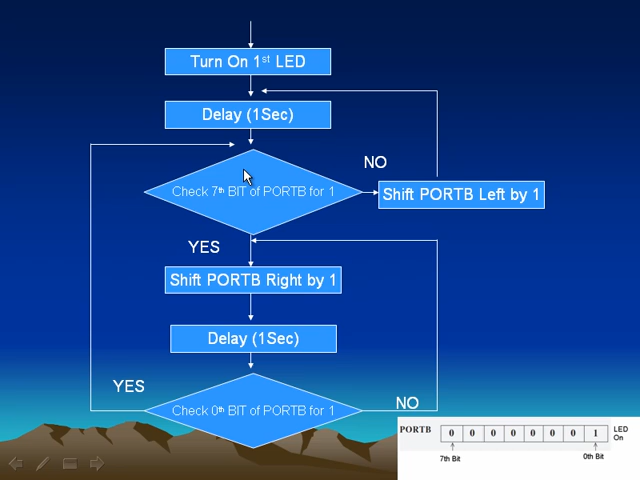 Turn On 1st LED
Delay (1Sec)
NO
Check 7th BIT of PORTB for 1
Shift PORTB Left by 1
YES
Shift PORTB Right by 1
Delay (1Sec)
YES
Check 0th BIT of PORTB for 1
NO
PORTB 0 0 0 0 0 0 0 1 LED On
7th Bit 0th Bit